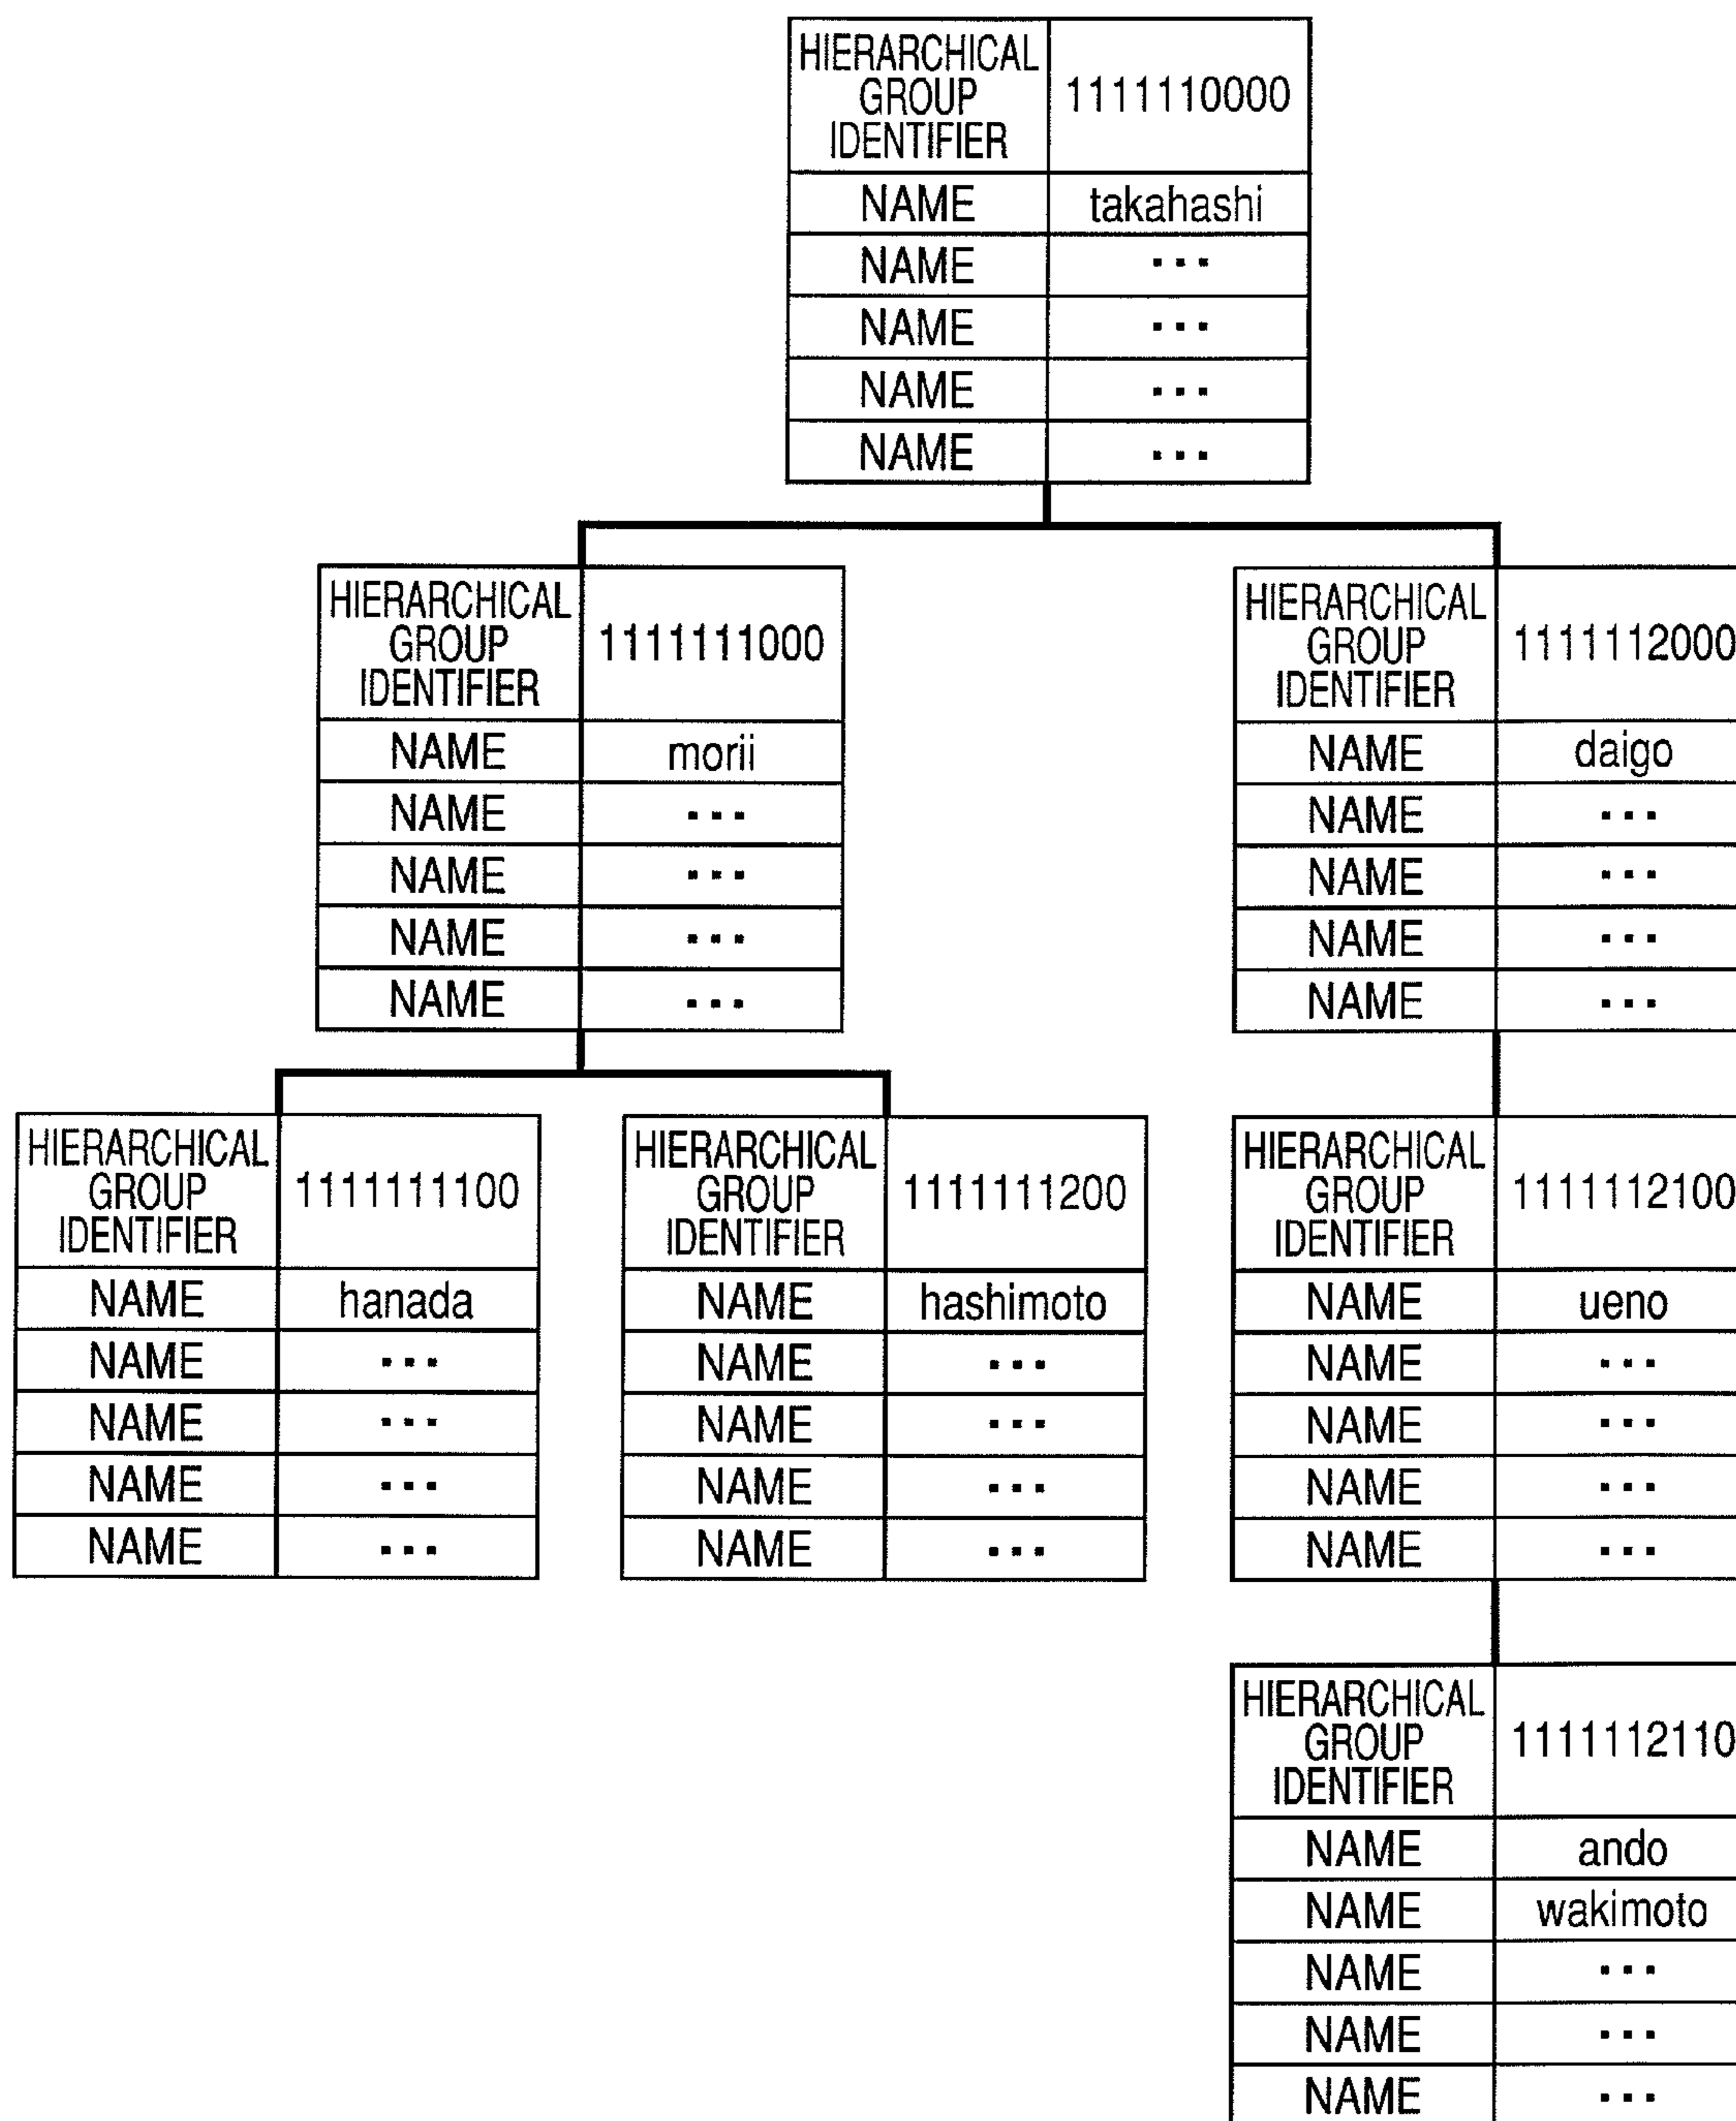 HIERARCHICAL
GROUP
IDENTIFIER
1111110000
NAME takahashi
NAME ...
NAME ...
NAME ...
NAME ...
HIERARCHICAL
GROUP
IDENTIFIER
1111111000
NAME morii
NAME ...
NAME ...
NAME ...
NAME ...
HIERARCHICAL
GROUP
IDENTIFIER
1111112000
NAME daigo
NAME ...
NAME ...
NAME ...
NAME ...
HIERARCHICAL
GROUP
IDENTIFIER
1111111100
NAME hanada
NAME ...
NAME ...
NAME ...
NAME ...
HIERARCHICAL
GROUP
IDENTIFIER
1111111200
NAME hashimoto
NAME ...
NAME ...
NAME ...
NAME ...
HIERARCHICAL
GROUP
IDENTIFIER
1111112100
NAME ueno
NAME ...
NAME ...
NAME ...
NAME ...
HIERARCHICAL
GROUP
IDENTIFIER
1111112110
NAME ando
NAME wakimoto
NAME ...
NAME ...
NAME ...